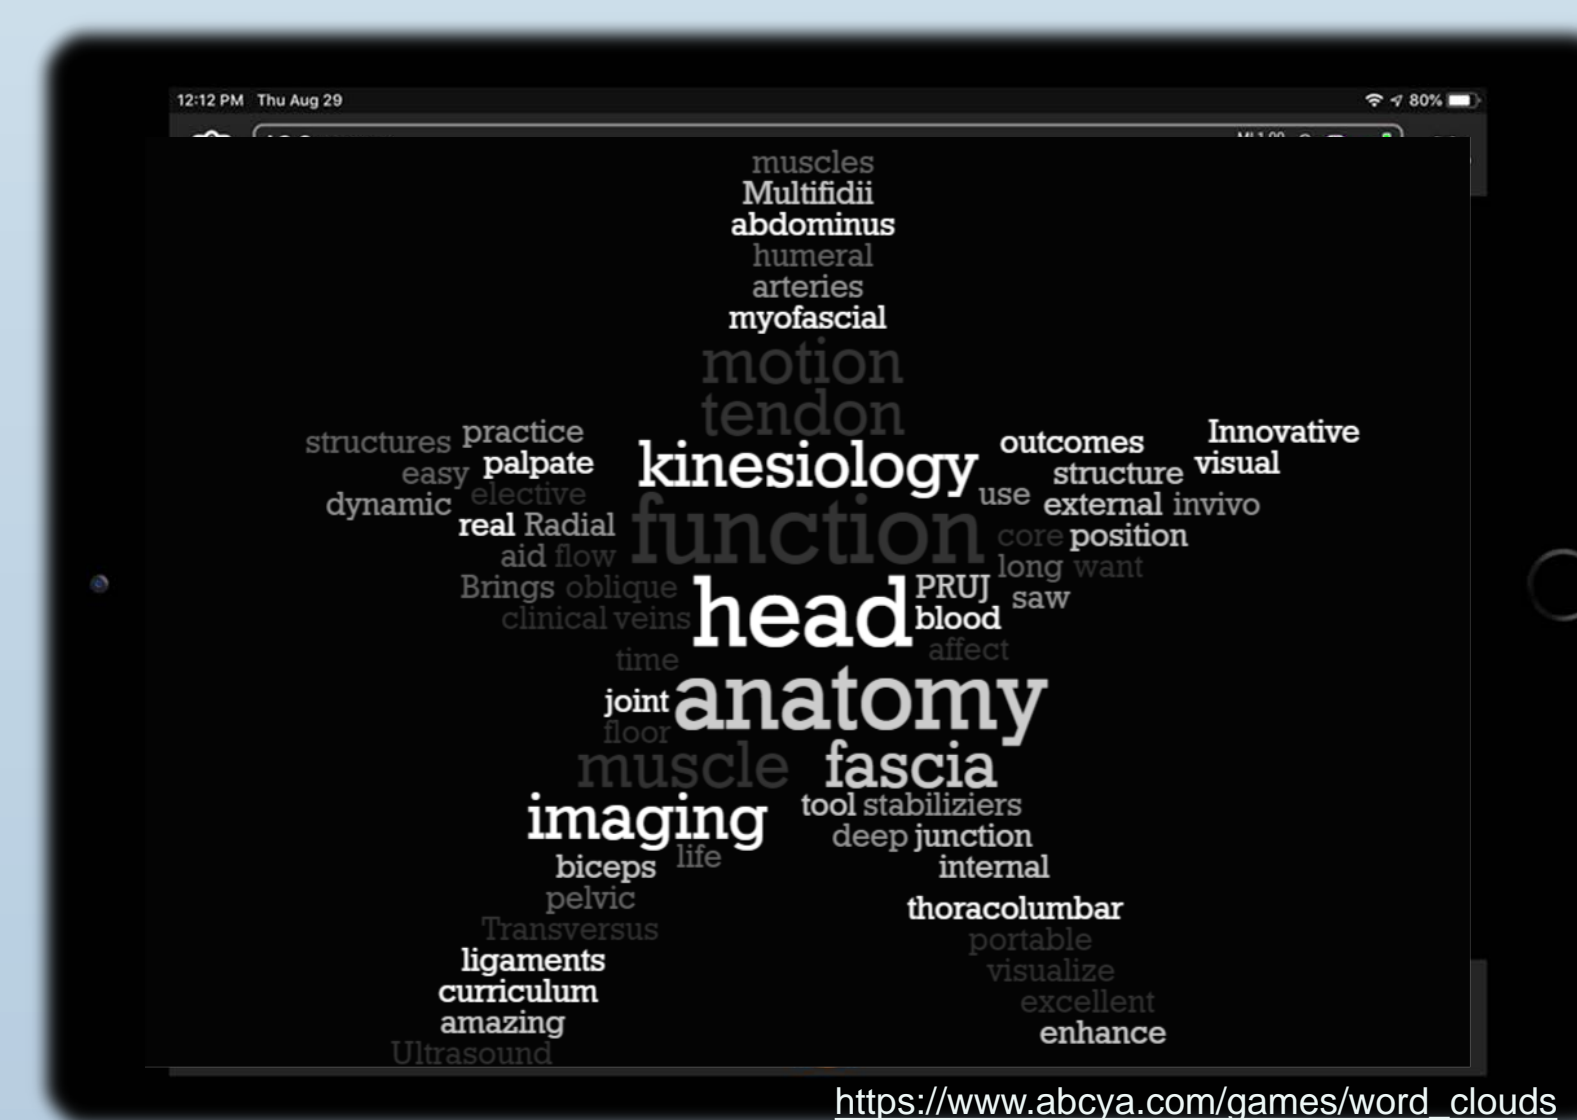 12:12 PM Thu Aug 29
80%
muscles
Multifidii
abdominus
humeral
arteries
myofascial
motion
tendon
structures practice
easy palpate
dynamic elective
real Radial
aid flow
Brings oblique
clinical veins
kinesiology
function
head
outcomes Innovative
structure visual
use external invivo
core position
long want
PRUJ saw
blood
affect
time
joint anatomy
floor
muscle fascia
imaging
tool stabiliziers
deep junction
biceps life
internal
pelvic
thoracolumbar
Transversus
portable
ligaments
visualize
curriculum
excellent
amazing
enhance
Ultrasound
https://www.abcya.com/games/word_clouds